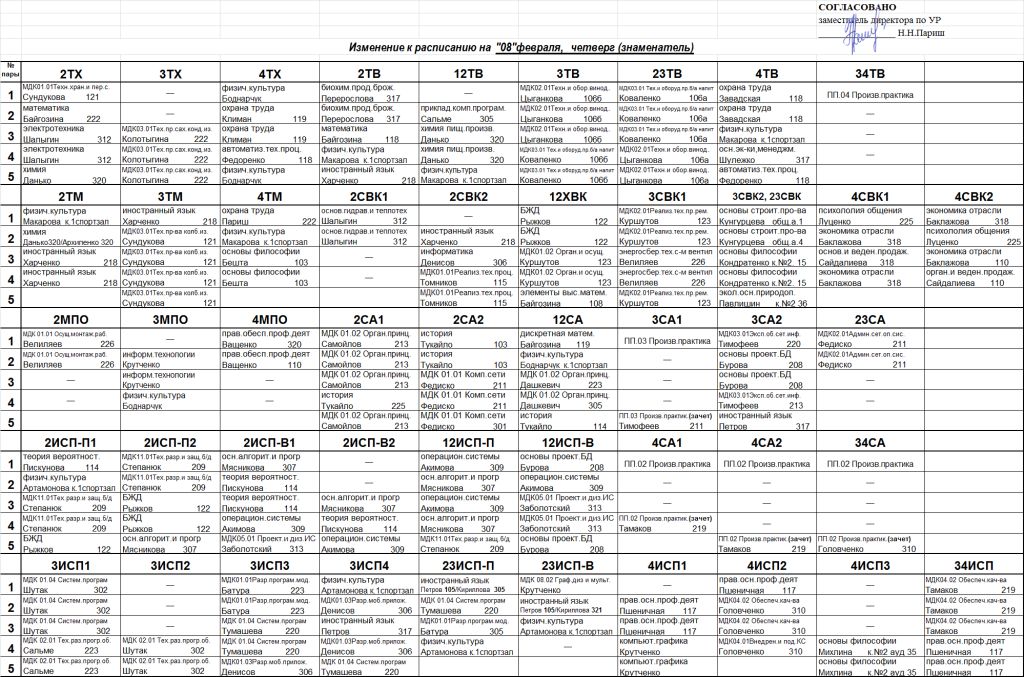 СОГЛАСОВАНО
заместитель директора по УР
Н.Н.Париш
Изменение к расписанию на "08"февраля, четверг (знаменатель)
№ пары 2ТХ 3ТХ 4ТХ 2ТВ 12ТВ 3ТВ 23ТВ 4ТВ 34ТВ
1 МДК01.01Техн.хран.и пер.с. — физич.культура биохим.прод.брож. — МДК02.01Техн.и обор.винод. МДК03.01 Тех.и оборуд.пр.б/а напит охрана труда ПП.04 Произв.практика
Сундукова 121 Боднарчук Переросlова 317 Цыганкова 106б Коваленко 106а Завадская 118
2 математика — охрана труда биохим.прод.брож. приклад.комп.програм. МДК02.01Техн.и обор.винод. МДК03.01 Тех.и оборуд.пр.б/а напит охрана труда —
Байгозина 222 Климан 119 Переросlова 317 Сальме 305 Цыганкова 106б Коваленко 106а Завадская 118
3 электротехника МДК03.01Тех.пр.сах.конд.из. охрана труда математика химия пищ.произв. МДК02.01Техн.и обор.винод. МДК03.01 Тех.и оборуд.пр.б/а напит физич.культура —
Шалыгин 312 Колотыгина 222 Климан 119 Байгозина 118 Данько 320 Цыганкова 106б Коваленко 106а Макарова к.1спортзал
4 электротехника МДК03.01Тех.пр.сах.конд.из. автоматиз.тех.проц. физич.культура химия пищ.произв. МДК03.01 Тех и оборуд.пр.б/а напит МДК02.01Техн.и обор.винод. осн.эк-ки,менеджм. —
Шалыгин 312 Колотыгина 222 Федоренко 118 Макарова к.1спортзал Данько 320 Коваленко 106б Цыганкова 106а Шулежко 317
5 химия МДК03.01Тех.пр.сах.конд.из. физич.культура иностранный язык физич.культура МДК03.01 Тех и оборуд.пр.б/а напит МДК02.01Техн.и обор.винод. автоматиз.тех.проц.
Данько 320 Колотыгина 222 Боднарчук Харченко 218 Макарова к.1спортзал Коваленко 106б Цыганкова 106а Федоренко 118
2ТМ 3ТМ 4ТМ 2СВК1 2СВК2 12ХВК 3СВК1 3СВК2, 23СВК 4СВК1 4СВК2
1 физич.культура иностранный язык охрана труда основ.гидрав.и теплотех — БЖД МДК03.01Реализ.тех.пр.рем. основы строит.пр-ва психология общения экономика отрасли
Макарова к.1спортзал Харченко 218 Париш 222 Шалыгин 312 Рыжков 122 Куршутов 123 Кунгурцева общ.а.1 Луценко 225 Баклажова 318
2 химия МДК03.01Тех.пр-ва колб.из. физич.культура основ.гидрав.и теплотех иностранный язык БЖД МДК03.01Реализ.тех.пр.рем. основы строит.пр-ва экономика отрасли психология общения
Данько320/Архипенко 320 Сундукова 121 Макарова к.1спортзал Шалыгин 312 Харченко 218 Рыжков 122 Куршутов 123 Кунгурцева общ.а.4 Баклажова 318 Луценко 225
3 иностранный язык МДК03.01Тех.пр-ва колб.из. основы философии — информатика МДК01.02 Орган.и осущ. энергосбер.тех.с-м вентил основы философии основ.и веден.продаж. экономика отрасли
Харченко 218 Сундукова 121 Бешта 103 Денисов 306 Куршутов 123 Велиляев Кондратенко к.№2. 15 Сайдалиева 318 Баклажова 110
4 иностранный язык МДК03.01Тех.пр-ва колб.из. основы философии — МДК01.01Реализ.тех.проц. МДК01.02 Орган.и осущ. энергосбер.тех.с-м вентил основы философии экономика отрасли орган.и веден.продаж.
Харченко 218 Сундукова 121 Бешта 103 Томников 115 Куршутов 123 Велиляев 226 Кондратенко к.№2. 15 Баклажова 318 Сайдалиева 110
5 МДК03.01Тех.пр-ва колб.из. МДК01.01Реализ.тех.проц. элементы выс.матем. МДК03.01Реализ.тех.пр.рем. экол.осн.природоп.
Сундукова 121 Томников 115 Байгозина 108 Куршутов 123 Павлишин к.№2 36
2МПО 3МПО 4МПО 2СА1 2СА2 12СА 3СА1 3СА2 23СА
1 МДК 01.01 Осущ.монтаж.раб. — прав.обесп.проф.деят МДК 01.02 Орган.принц. история дискретная матем. ПП.03 Произв.практика МДК03.01Эксп.об.сет.инф. МДК02.01Админ.сет.оп.сис.
Велиляев 226 Ващенко 320 Самойлов 213 Тукайло 103 Байгозина 119 Тимофеев 220 Федиско 211
2 МДК 01.01 Осущ.монтаж.раб. информ.технологии прав.обесп.проф.деят МДК 01.02 Орган.принц. история физич.культура — основы проект.БД МДК02.01Админ.сет.оп.сис.
Велиляев 226 Крутченко Ващенко 110 Самойлов 213 Тукайло 103 Боднарчук к.1спортзал Бурова 208 Федиско 211
3 — информ.технологии — МДК 01.02 Орган.принц. МДК 01.01 Комп.сети МДК 01.02 Орган.принц. — основы проект.БД —
Крутченко Самойлов 213 Федиско 211 Дашкевич 223 Бурова 208
4 — физич.культура — история МДК 01.01 Комп.сети МДК 01.02 Орган.принц. — МДК03.01Эксп.об.сет.инф. —
Боднарчук Тукайло 225 Федиско 211 Дашкевич 305 Тимофеев 213
5 МДК 01.02 Орган.принц. МДК 01.01 Комп.сети история ПП.03 Произв.практик.(зачет) иностранный язык
Самойлов 213 Федиско 301 Тукайло 114 Тимофеев 211 Петров 317
2ИСП-П1 2ИСП-П2 2ИСП-В1 2ИСП-В2 12ИСП-П 12ИСП-В 4СА1 4СА2 34СА
1 теория вероятност. МДК11.01Тех.разр.и защ.б/д осн.алгорит.и прогр — операцион.системы основы проект.БД ПП.02 Произв.практика ПП.02 Произв.практика ПП.02 Произв.практика
Пискунова 114 Степанюк 209 Мясникова 307 Акимова 309 Бурова 208
2 физич.культура МДК11.01Тех.разр.и защ.б/д теория вероятност. — осн.алгорит.и прогр операцион.системы — — —
Артамонова к.1спортзал Степанюк 209 Пискунова 114 Мясникова 307 Акимова 309
3 МДК11.01Тех.разр.и защ.б/д БЖД теория вероятност. осн.алгорит.и прогр операцион.системы МДК05.01 Проект.и диз.ИС — — —
Степанюк 209 Рыжков 122 Пискунова 114 Мясникова 307 Акимова 309 Заболотский 313
4 МДК11.01Тех.разр.и защ.б/д БЖД операцион.системы теория вероятност. осн.алгорит.и прогр МДК05.01 Проект.и диз.ИС ПП.02 Произв.практик.(зачет) — —
Степанюк 209 Рыжков 122 Акимова 309 Пискунова 114 Мясникова 307 Заболотский 313 Тамаков 219
5 БЖД осн.алгорит.и прогр МДК05.01 Проект.и диз.ИС операцион.системы МДК11.01Тех.разр.и защ.б/д основы проект.БД ПП.02 Произв.практик.(зачет) ПП.02 Произв.практик.(зачет)
Рыжков 122 Мясникова 307 Заболотский 313 Акимова 309 Степанюк 209 Бурова 208 Тамаков 219 Головченко 310
3ИСП1 3ИСП2 3ИСП3 3ИСП4 23ИСП-П 23ИСП-В 4ИСП1 4ИСП2 4ИСП3 34ИСП
1 МДК 01.04 Систем.програм — МДК01.01Разр.програм.мод. физич.культура иностранный язык МДК 08.02 Граф.диз и мульт. — прав.осн.проф.деят — МДК04.02 Обеспеч.кач-ва
Шутак 302 Батура 223 Артамонова к.1спортзал Петров 105/Кириллова 305 Крутченко Пшеничная 117 Тамаков 219
2 МДК 01.04 Систем.програм — МДК01.01Разр.програм.мод. МДК01.03Раз.моб.прилож. МДК 01.04 Систем.програм иностранный язык прав.осн.проф.деят МДК04.02 Обеспеч.кач-ва — МДК04.02 Обеспеч.кач-ва
Шутак 302 Батура 223 Денисов 306 Тумашева 220 Петров 105/Кириллова 321 Пшеничная 117 Головченко 310 Тамаков 219
3 МДК 01.04 Систем.програм — МДК 01.04 Систем.програм иностранный язык МДК01.01Разр.програм.мод. физич.культура прав.осн.проф.деят МДК04.02 Обеспеч.кач-ва — МДК04.02 Обеспеч.кач-ва
Шутак 302 Тумашева 220 Петров 317 Батура 305 Артамонова к.1спортзал Пшеничная 117 Головченко 310 Тамаков 219
4 МДК 02.01 Тех.раз.прогр.об. МДК 02.01 Тех.раз.прогр.об. МДК 01.04 Систем.програм МДК01.03Раз.моб.прилож. физич.культура — компьют.графика МДК04.01Внедрен.и под.КС основы философии прав.осн.проф.деят
Сальме 223 Шутак 302 Тумашева 220 Денисов 306 Артамонова к.1спортзал Крутченко Головченко 310 Михлина к.№2 ауд 35 Пшеничная 117
5 МДК 02.01 Тех.раз.прогр.об. МДК 02.01 Тех.раз.прогр.об. МДК01.03Раз.моб.прилож. МДК 01.04 Систем.програм компьют.графика основы философии прав.осн.проф.деят
Сальме 223 Шутак 302 Денисов 306 Тумашева 220 Крутченко Михлина к.№2 ауд 35 Пшеничная 117